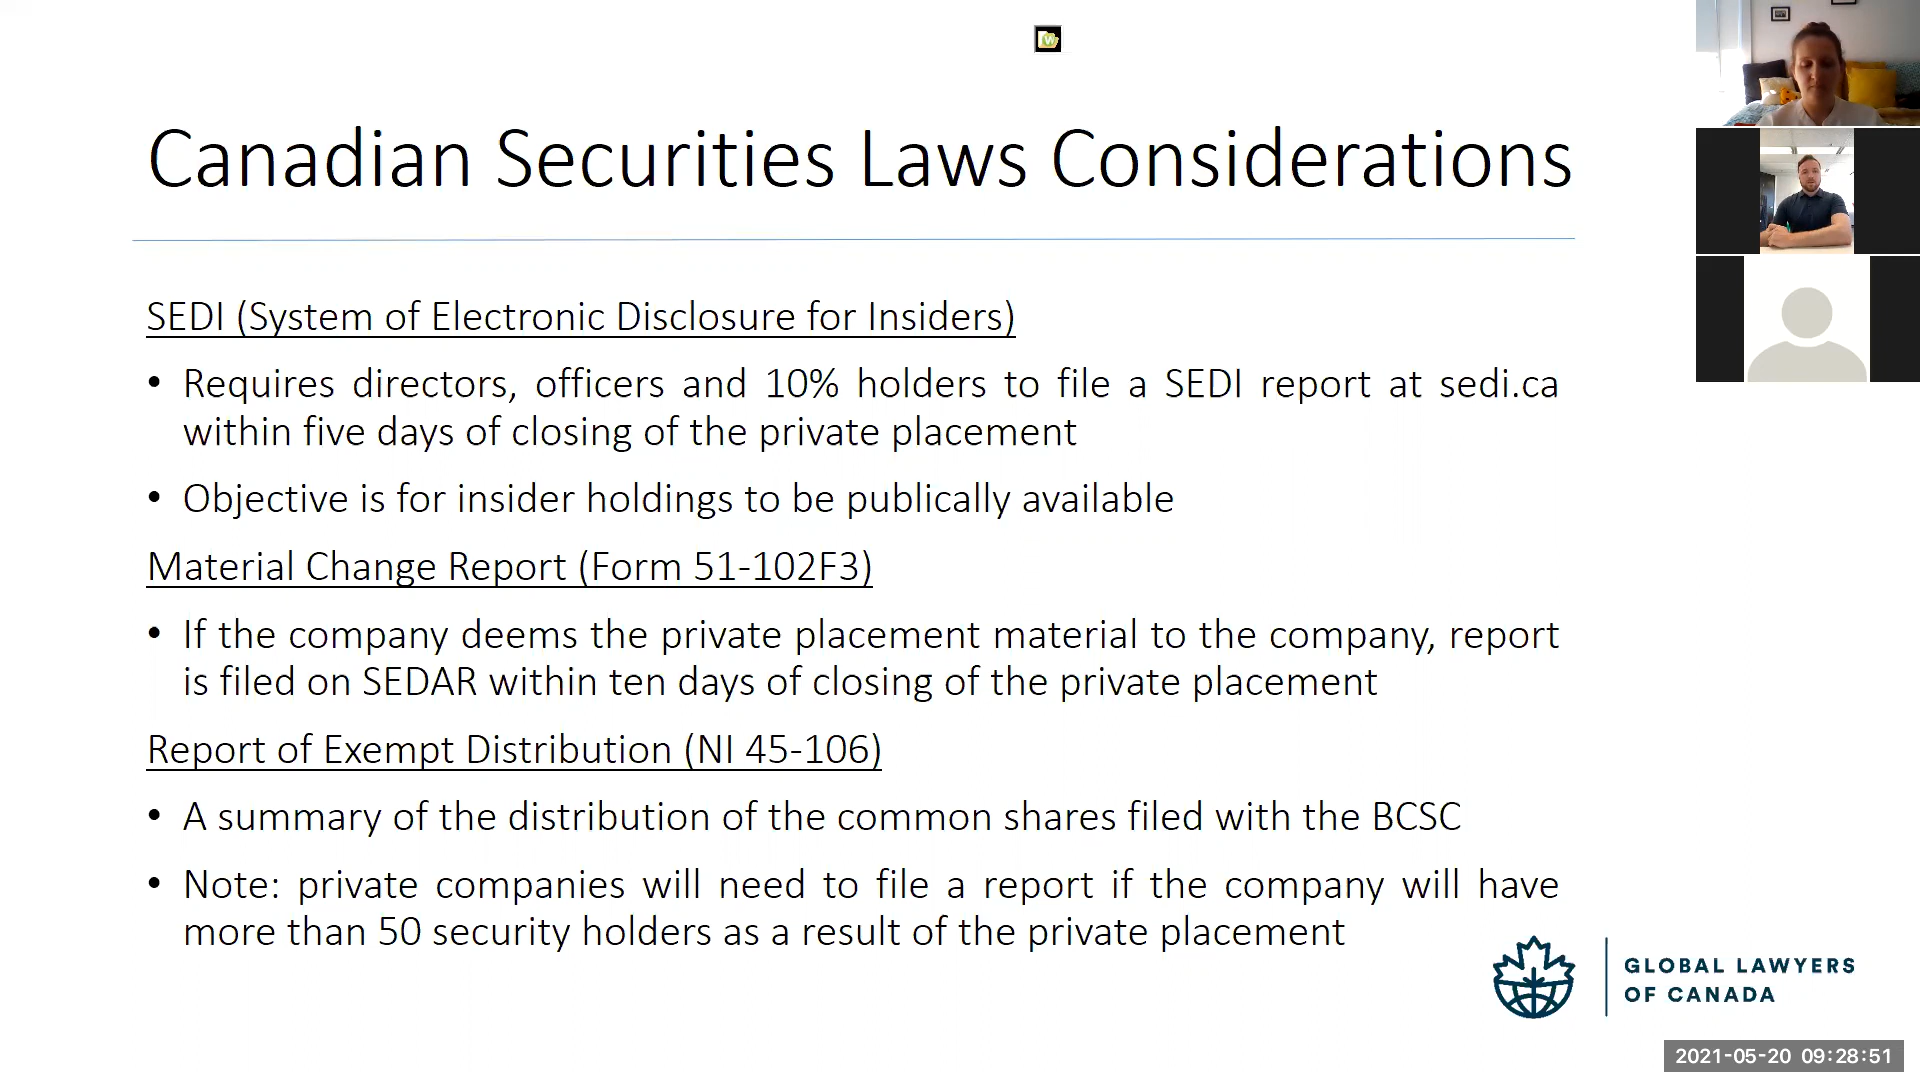 Canadian Securities Laws Considerations
SEDI (System of Electronic Disclosure for Insiders)
• Requires directors, officers and 10% holders to file a SEDI report at sedi.ca
within five days of closing of the private placement
• Objective is for insider holdings to be publically available
Material Change Report (Form 51-102F3)
• If the company deems the private placement material to the company, report
is filed on SEDAR within ten days of closing of the private placement
Report of Exempt Distribution (NI 45-106)
• A summary of the distribution of the common shares filed with the BCSC
• Note: private companies will need to file a report if the company will have
more than 50 security holders as a result of the private placement
GLOBAL LAWYERS
OF CANADA
2021-05-20 09:28:51